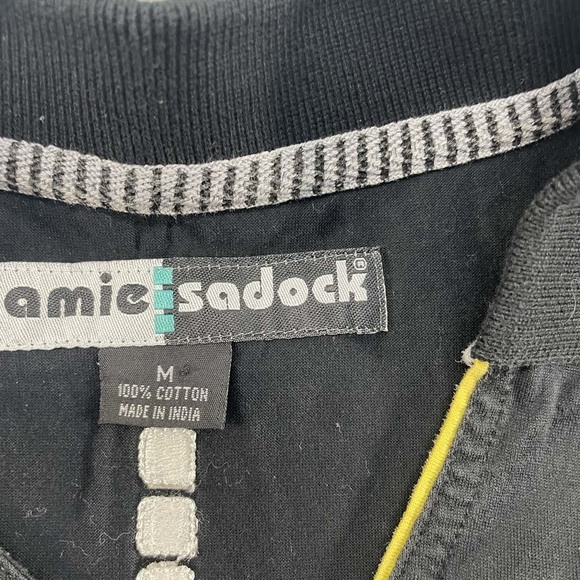 amie sadock®
M
100% COTTON
MADE IN INDIA